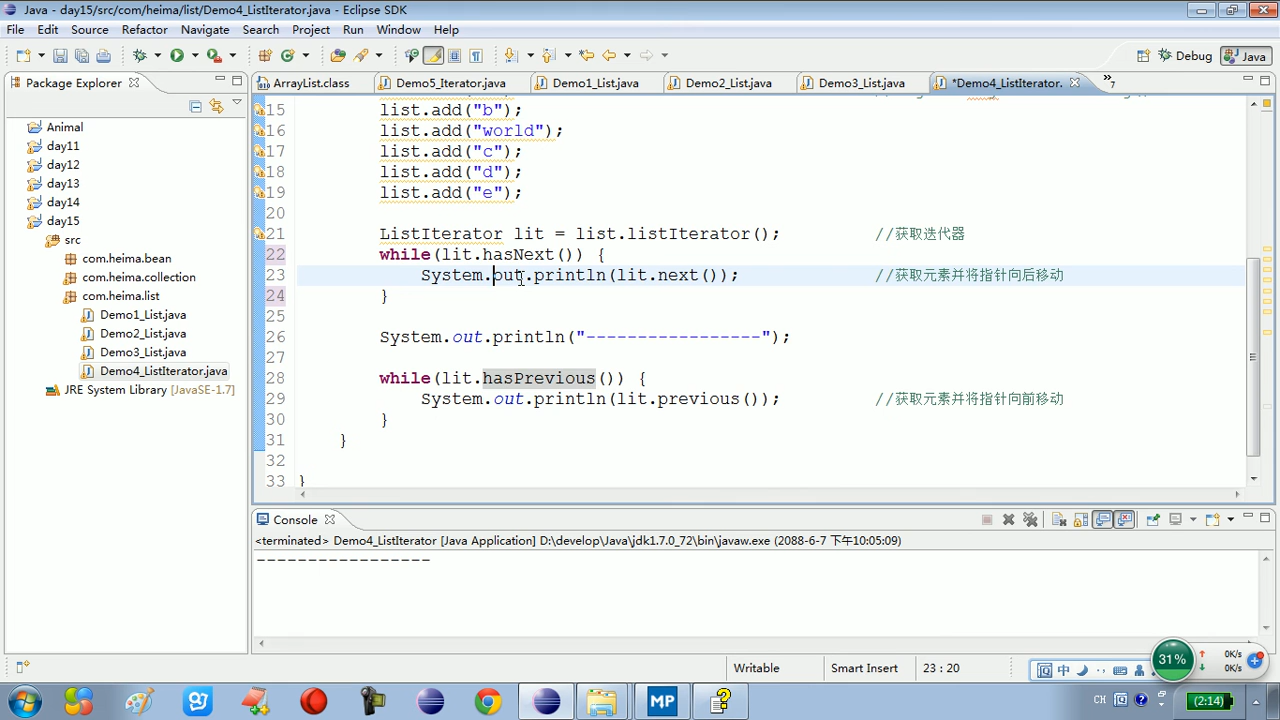 Java - day15/src/com/heima/list/Demo4_ListIterator.java - Eclipse SDK
File Edit Source Refactor Navigate Search Project Run Window Help
Debug Java
Package Explorer
ArrayList.class Demo5_Iterator.java Demo1_List.java Demo2_List.java Demo3_List.java *Demo4_ListIterator. 7
Animal
day11
day12
day13
day14
day15
src
com.heima.bean
com.heima.collection
com.heima.list
Demo1_List.java
Demo2_List.java
Demo3_List.java
Demo4_ListIterator.java
JRE System Library [JavaSE-1.7]
15 list.add("b");
16 list.add("world");
17 list.add("c");
18 list.add("d");
19 list.add("e");
20
21 ListIterator lit = list.listIterator(); //获取迭代器
22 while(lit.hasNext()) {
23 System.out.println(lit.next()); //获取元素并将指针向后移动
24 }
25
26 System.out.println("-----------------");
27
28 while(lit.hasPrevious()) {
29 System.out.println(lit.previous()); //获取元素并将指针向前移动
30 }
31 }
32
33 }
Console
<terminated> Demo4_ListIterator [Java Application] D:\develop\Java\jdk1.7.0_72\bin\javaw.exe (2088-6-7 下午10:05:09)
-----------------
Writable Smart Insert 23 : 20
中
31%
0K/s
0K/s
MP
CH
(2:14)